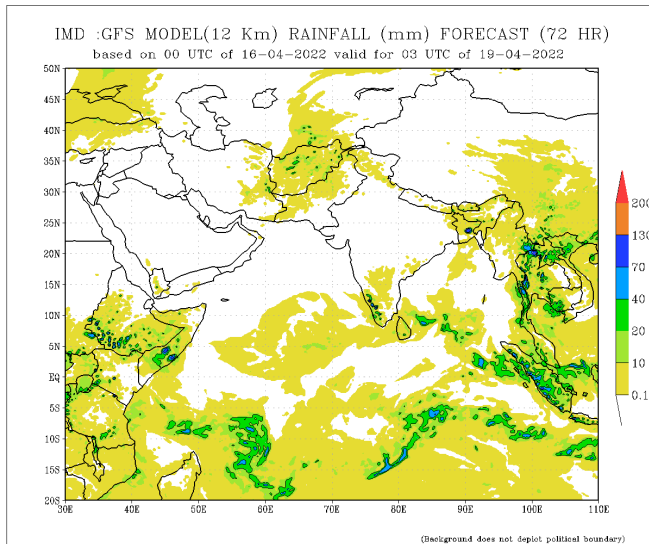 IMD :GFS MODEL(12 Km) RAINFALL (mm) FORECAST (72 HR)
based on 00 UTC of 16-04-2022 valid for 03 UTC of 19-04-2022
50N
45N
40N
35N
30N
25N
20N
15N
10N
5N
EQ
5S
10S
15S
20S
30E 40E 50E 60E 70E 80E 90E 100E 110E
200
130
70
40
20
10
0.1
(Background does not depict political boundary)